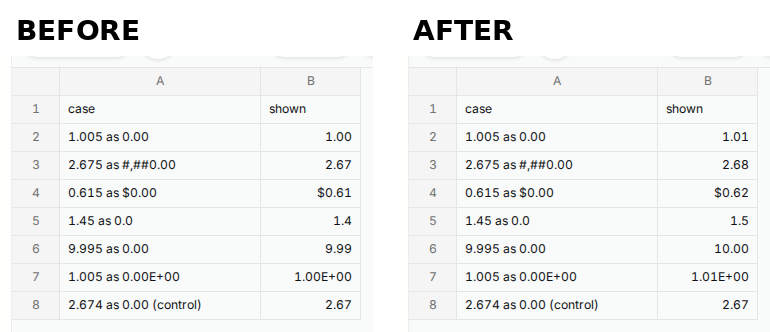 BEFORE
A B
1 case shown
2 1.005 as 0.00 1.00
3 2.675 as #,##0.00 2.67
4 0.615 as $0.00 $0.61
5 1.45 as 0.0 1.4
6 9.995 as 0.00 9.99
7 1.005 as 0.00E+00 1.00E+00
8 2.674 as 0.00 (control) 2.67
AFTER
A B
1 case shown
2 1.005 as 0.00 1.01
3 2.675 as #,##0.00 2.68
4 0.615 as $0.00 $0.62
5 1.45 as 0.0 1.5
6 9.995 as 0.00 10.00
7 1.005 as 0.00E+00 1.01E+00
8 2.674 as 0.00 (control) 2.67